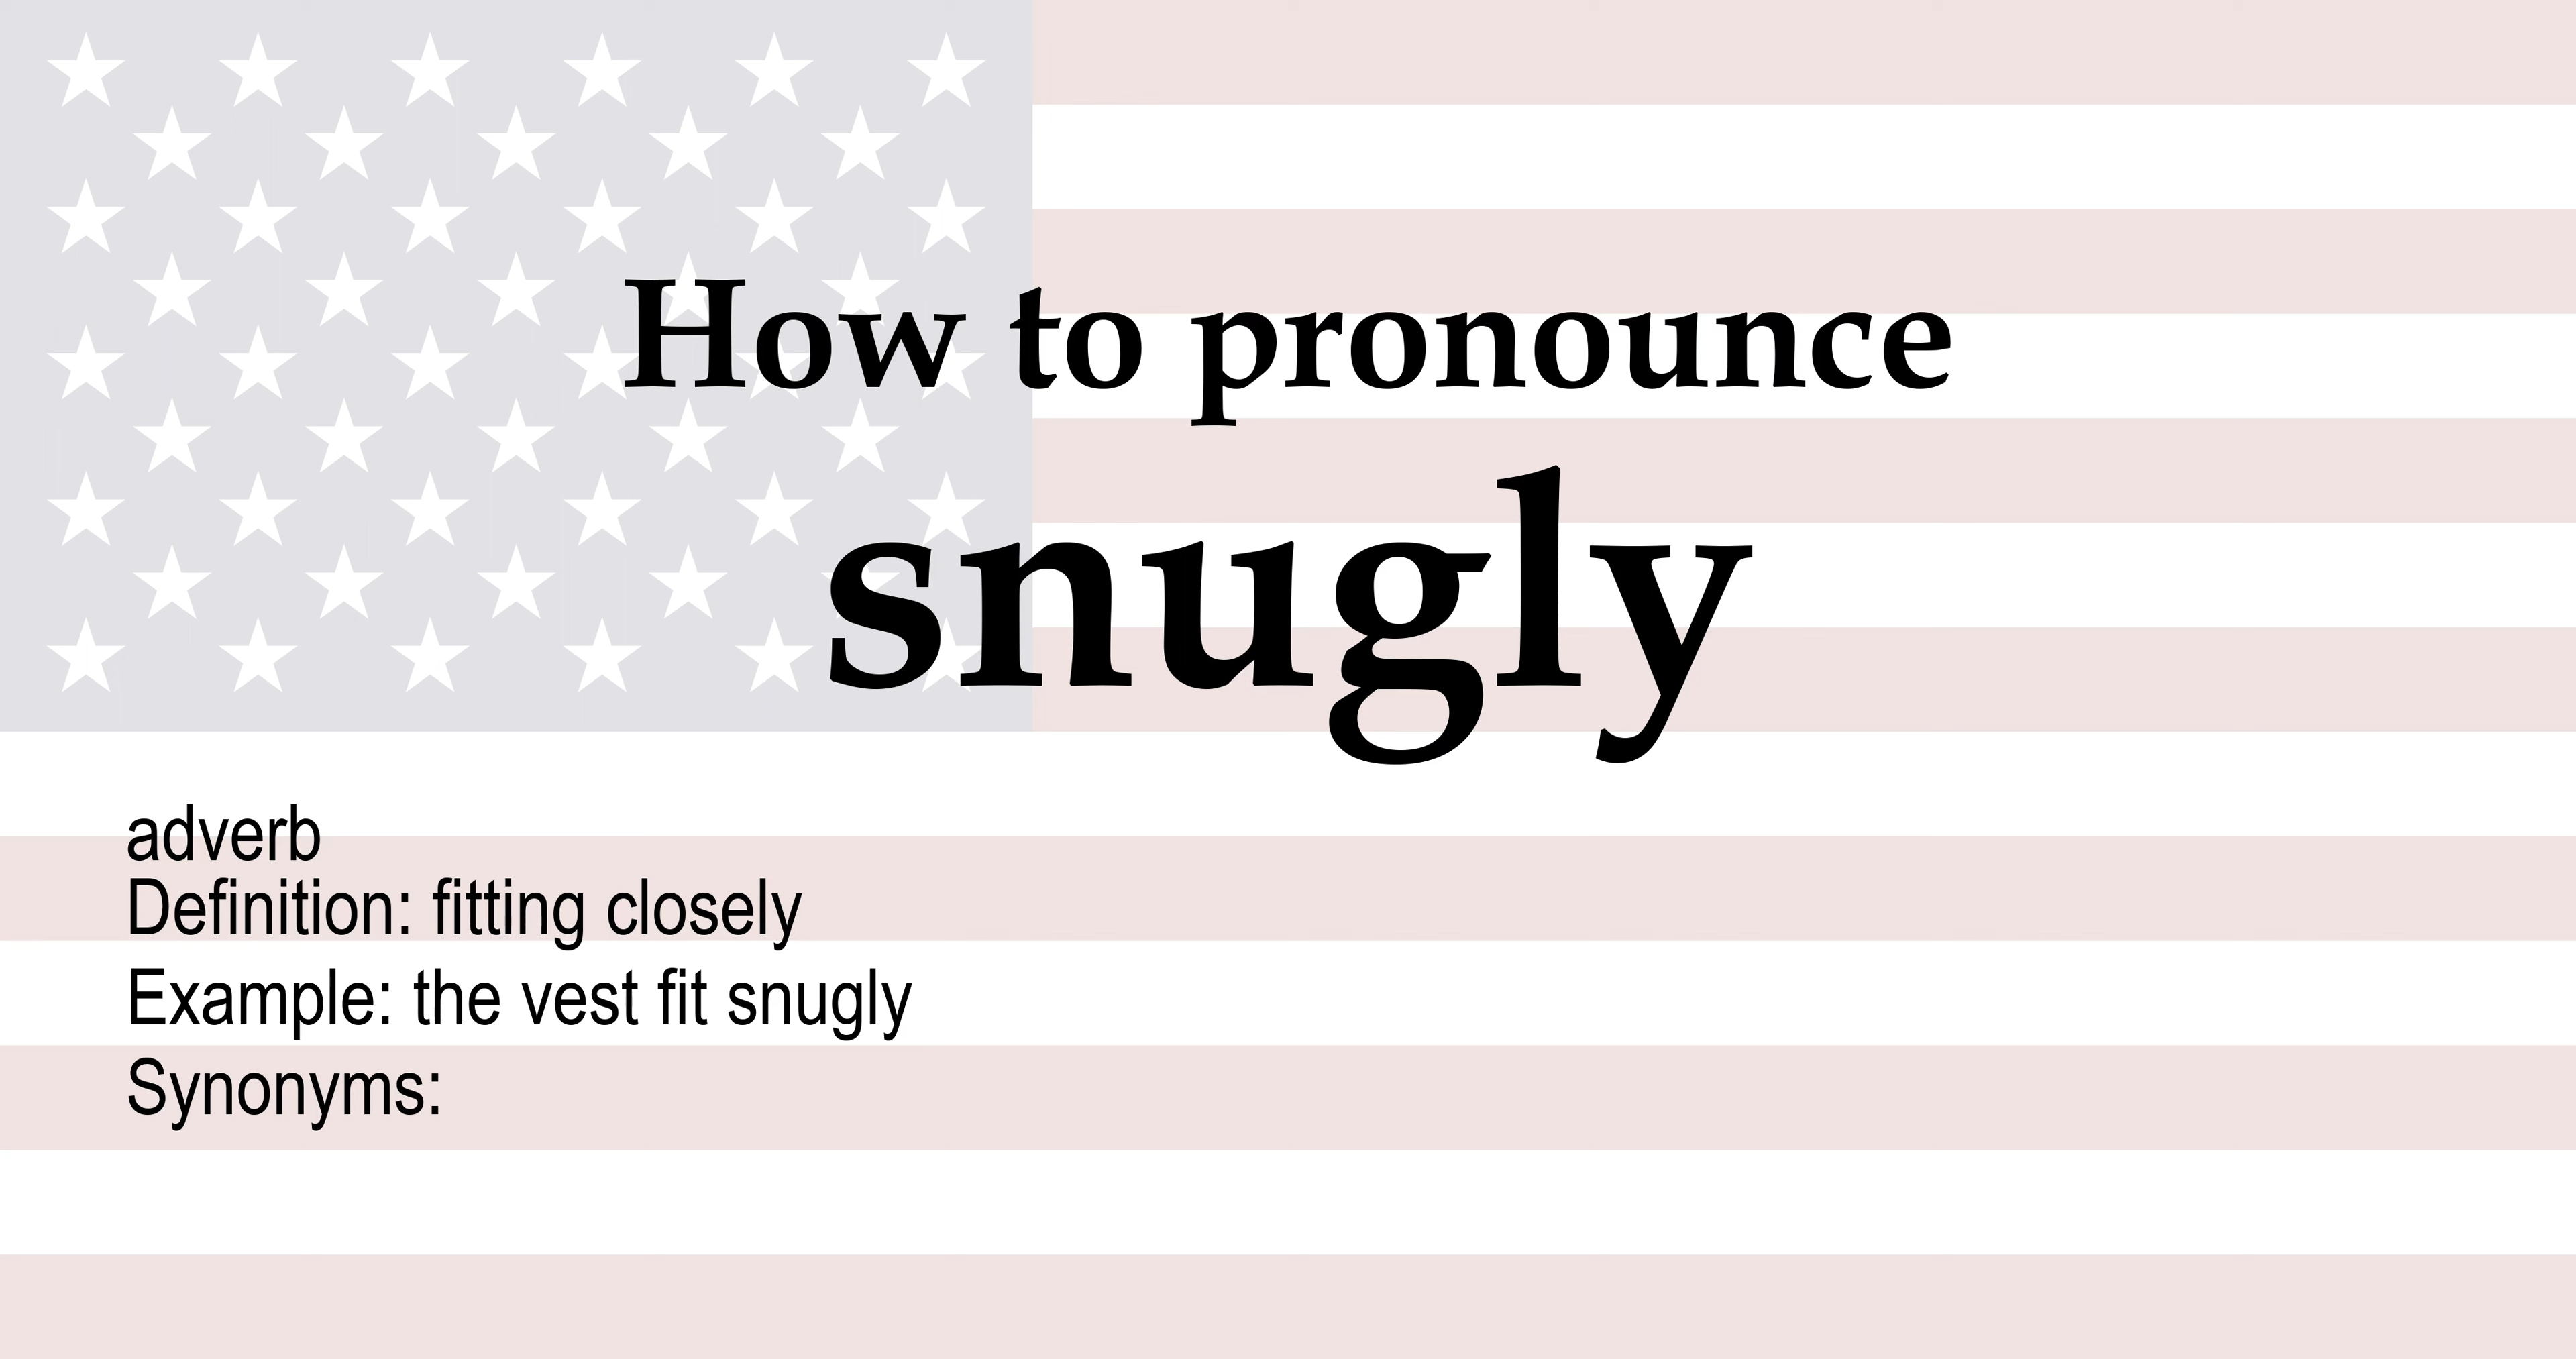 How to pronounce
snugly
adverb
Definition: fitting closely
Example: the vest fit snugly
Synonyms: